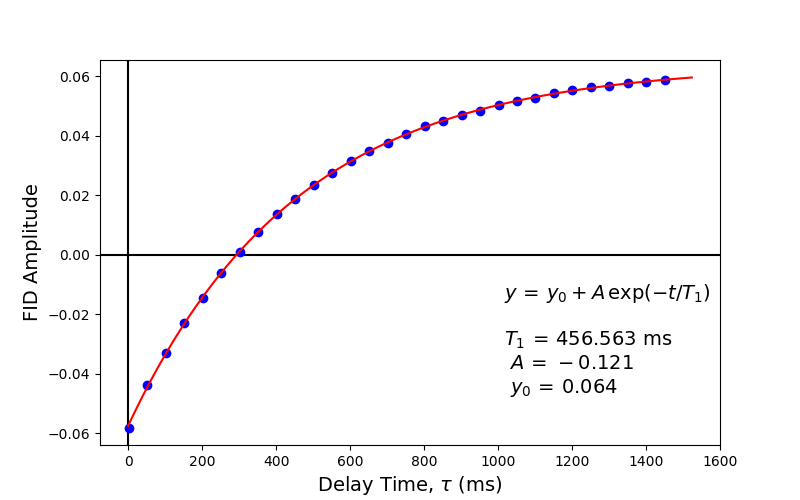 0.06
0.04
0.02
0.00
−0.02
−0.04
−0.06
FID Amplitude
y = y₀ + A exp(−t/T₁)
T₁ = 456.563 ms
A = −0.121
y₀ = 0.064
0 200 400 600 800 1000 1200 1400 1600
Delay Time, τ (ms)